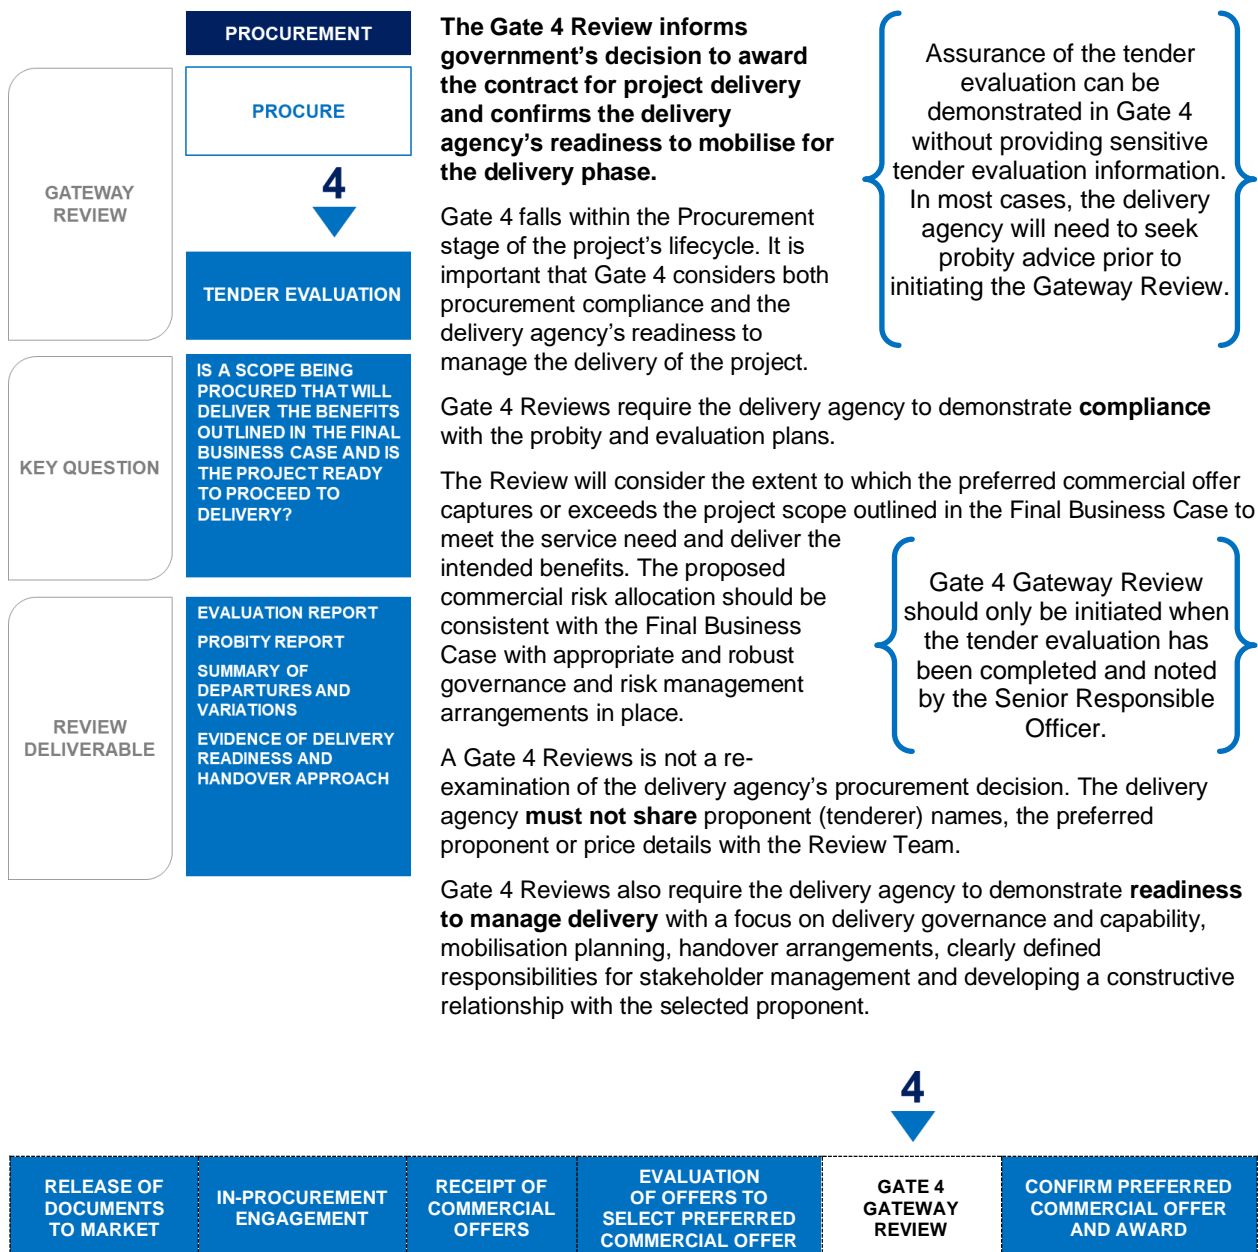 PROCUREMENT
PROCURE
4
TENDER EVALUATION
GATEWAY
REVIEW
KEY QUESTION
IS A SCOPE BEING
PROCURED THAT WILL
DELIVER THE BENEFITS
OUTLINED IN THE FINAL
BUSINESS CASE AND IS
THE PROJECT READY
TO PROCEED TO
DELIVERY?
REVIEW
DELIVERABLE
EVALUATION REPORT
PROBITY REPORT
SUMMARY OF
DEPARTURES AND
VARIATIONS
EVIDENCE OF DELIVERY
READINESS AND
HANDOVER APPROACH
The Gate 4 Review informs
government's decision to award
the contract for project delivery
and confirms the delivery
agency's readiness to mobilise for
the delivery phase.
Gate 4 falls within the Procurement
stage of the project's lifecycle. It is
important that Gate 4 considers both
procurement compliance and the
delivery agency's readiness to
manage the delivery of the project.
Assurance of the tender
evaluation can be
demonstrated in Gate 4
without providing sensitive
tender evaluation information.
In most cases, the delivery
agency will need to seek
probity advice prior to
initiating the Gateway Review.
Gate 4 Reviews require the delivery agency to demonstrate compliance
with the probity and evaluation plans.
The Review will consider the extent to which the preferred commercial offer
captures or exceeds the project scope outlined in the Final Business Case to
meet the service need and deliver the
intended benefits. The proposed
commercial risk allocation should be
consistent with the Final Business
Case with appropriate and robust
governance and risk management
arrangements in place.
Gate 4 Gateway Review
should only be initiated when
the tender evaluation has
been completed and noted
by the Senior Responsible
Officer.
A Gate 4 Reviews is not a re-
examination of the delivery agency's procurement decision. The delivery
agency must not share proponent (tenderer) names, the preferred
proponent or price details with the Review Team.
Gate 4 Reviews also require the delivery agency to demonstrate readiness
to manage delivery with a focus on delivery governance and capability,
mobilisation planning, handover arrangements, clearly defined
responsibilities for stakeholder management and developing a constructive
relationship with the selected proponent.
4
RELEASE OF
DOCUMENTS
TO MARKET
IN-PROCUREMENT
ENGAGEMENT
RECEIPT OF
COMMERCIAL
OFFERS
EVALUATION
OF OFFERS TO
SELECT PREFERRED
COMMERCIAL OFFER
GATE 4
GATEWAY
REVIEW
CONFIRM PREFERRED
COMMERCIAL OFFER
AND AWARD